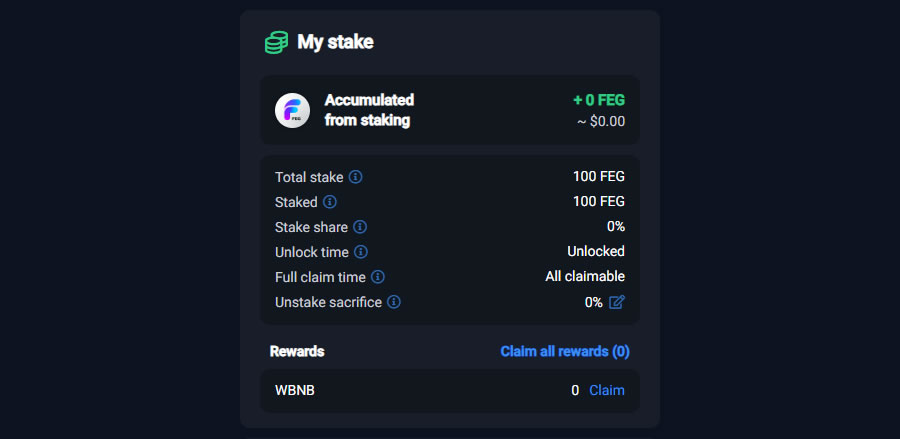 My stake
FEG
Accumulated
from staking
+ 0 FEG
~ $0.00
Total stake 100 FEG
Staked 100 FEG
Stake share 0%
Unlock time Unlocked
Full claim time All claimable
Unstake sacrifice 0%
Rewards Claim all rewards (0)
WBNB 0 Claim